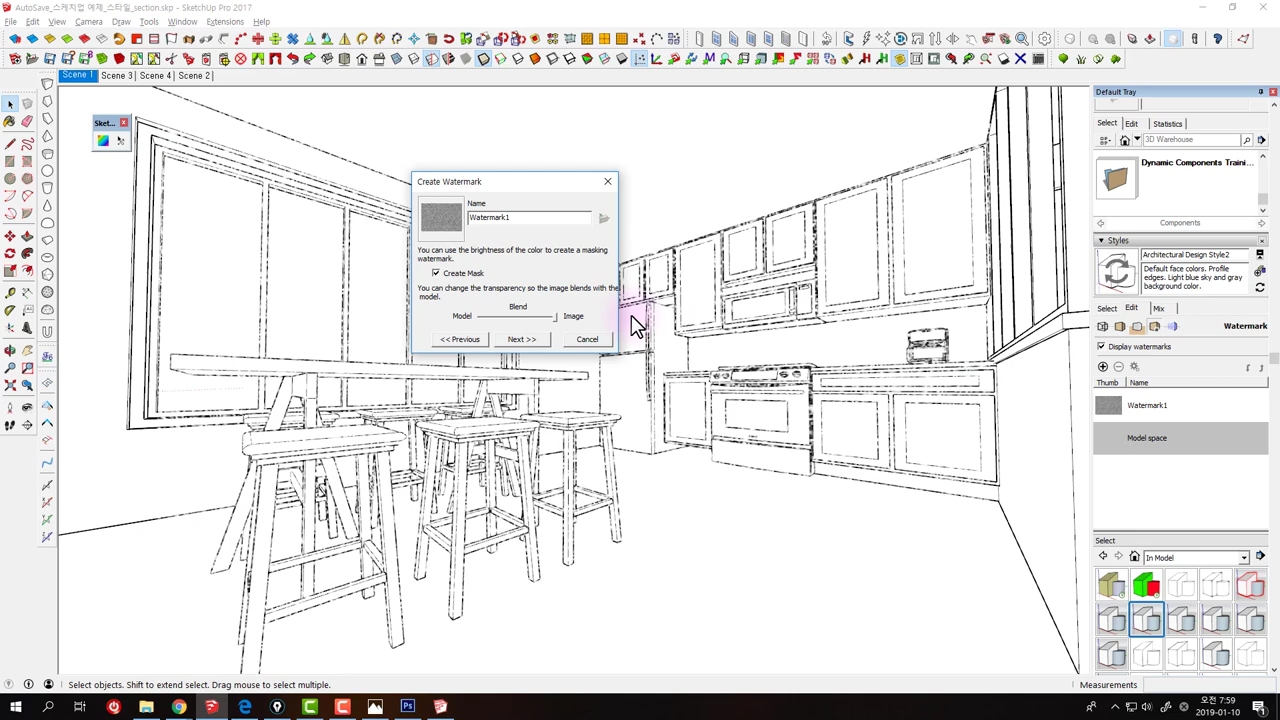 AutoSave_스케치업 예제_스타일_section.skp - SketchUp Pro 2017
File Edit View Camera Draw Tools Window Extensions Help
Scene 1 Scene 3 Scene 4 Scene 2
Default Tray
Sket...
Select Edit Statistics
3D Warehouse
Dynamic Components Traini...
Components
Create Watermark
Name
Watermark1
You can use the brightness of the color to create a masking
watermark.
Create Mask
You can change the transparency so the image blends with the
model.
Blend
Model Image
<< Previous Next >> Cancel
Styles
Architectural Design Style2
Default face colors. Profile
edges. Light blue sky and gray
background color.
Select Edit Mix
Watermark
Display watermarks
Thumb Name
Watermark1
Model space
Select
In Model
Select objects. Shift to extend select. Drag mouse to select multiple.
Measurements
오전 7:59
2019-01-10